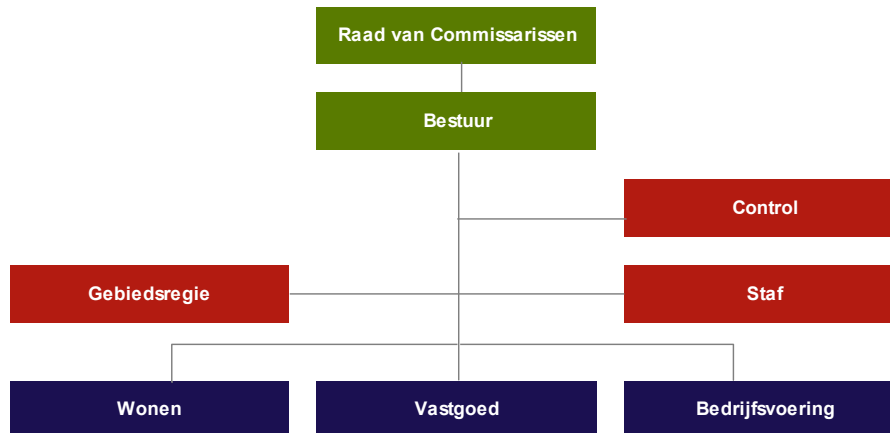 Raad van Commissarissen
Bestuur
Control
Gebiedsregie
Staf
Wonen
Vastgoed
Bedrijfsvoering